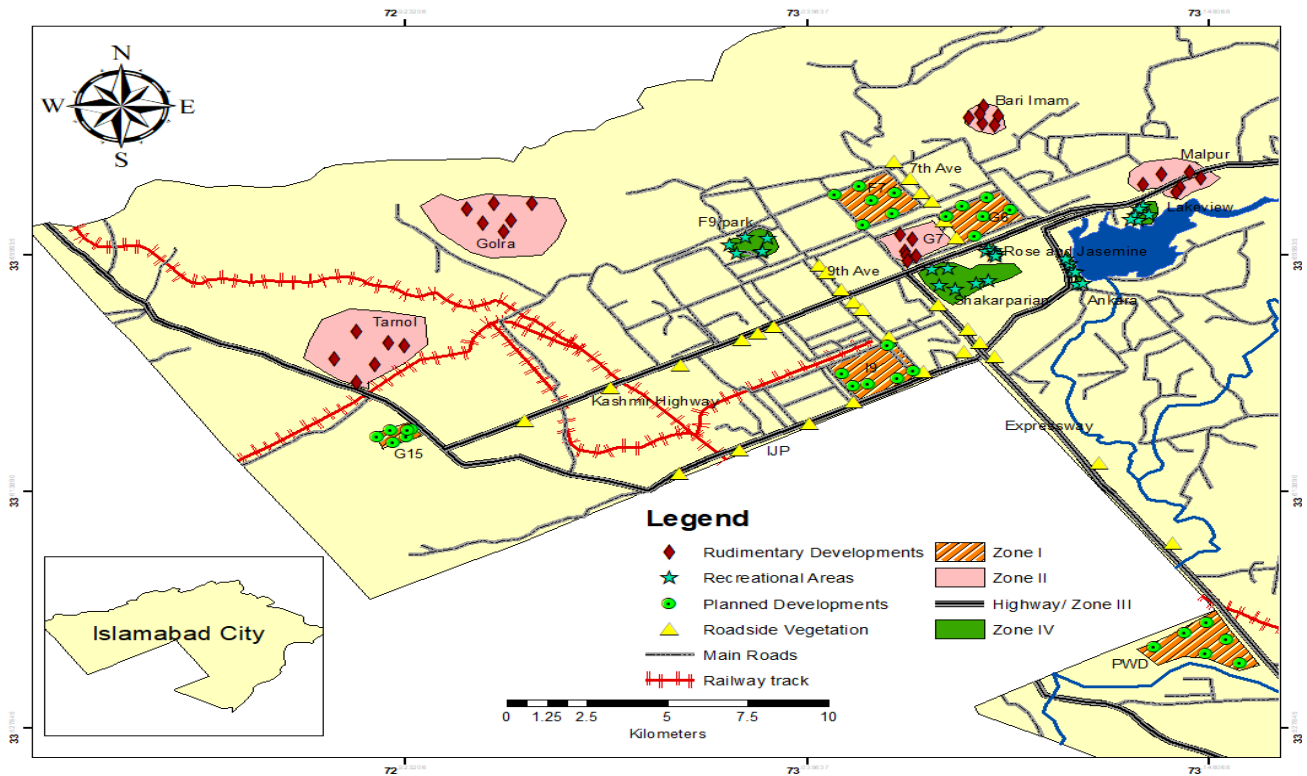 72
73
73
N
W E
S
Bari Imam
7th Ave
Malpur
F7
F9 park
G6
Lakeview
Golra
G7
Rose and Jasemine
9th Ave
Shakarparian
Ankara
Tarnol
I9
Kashmir Highway
Expressway
G15
IJP
33
33
33
33
33
33
Legend
Rudimentary Developments
Zone I
Recreational Areas
Zone II
Planned Developments
Highway/ Zone III
Roadside Vegetation
Zone IV
Main Roads
Railway track
PWD
0 1.25 2.5 5 7.5 10
Kilometers
Islamabad City
72
73
73